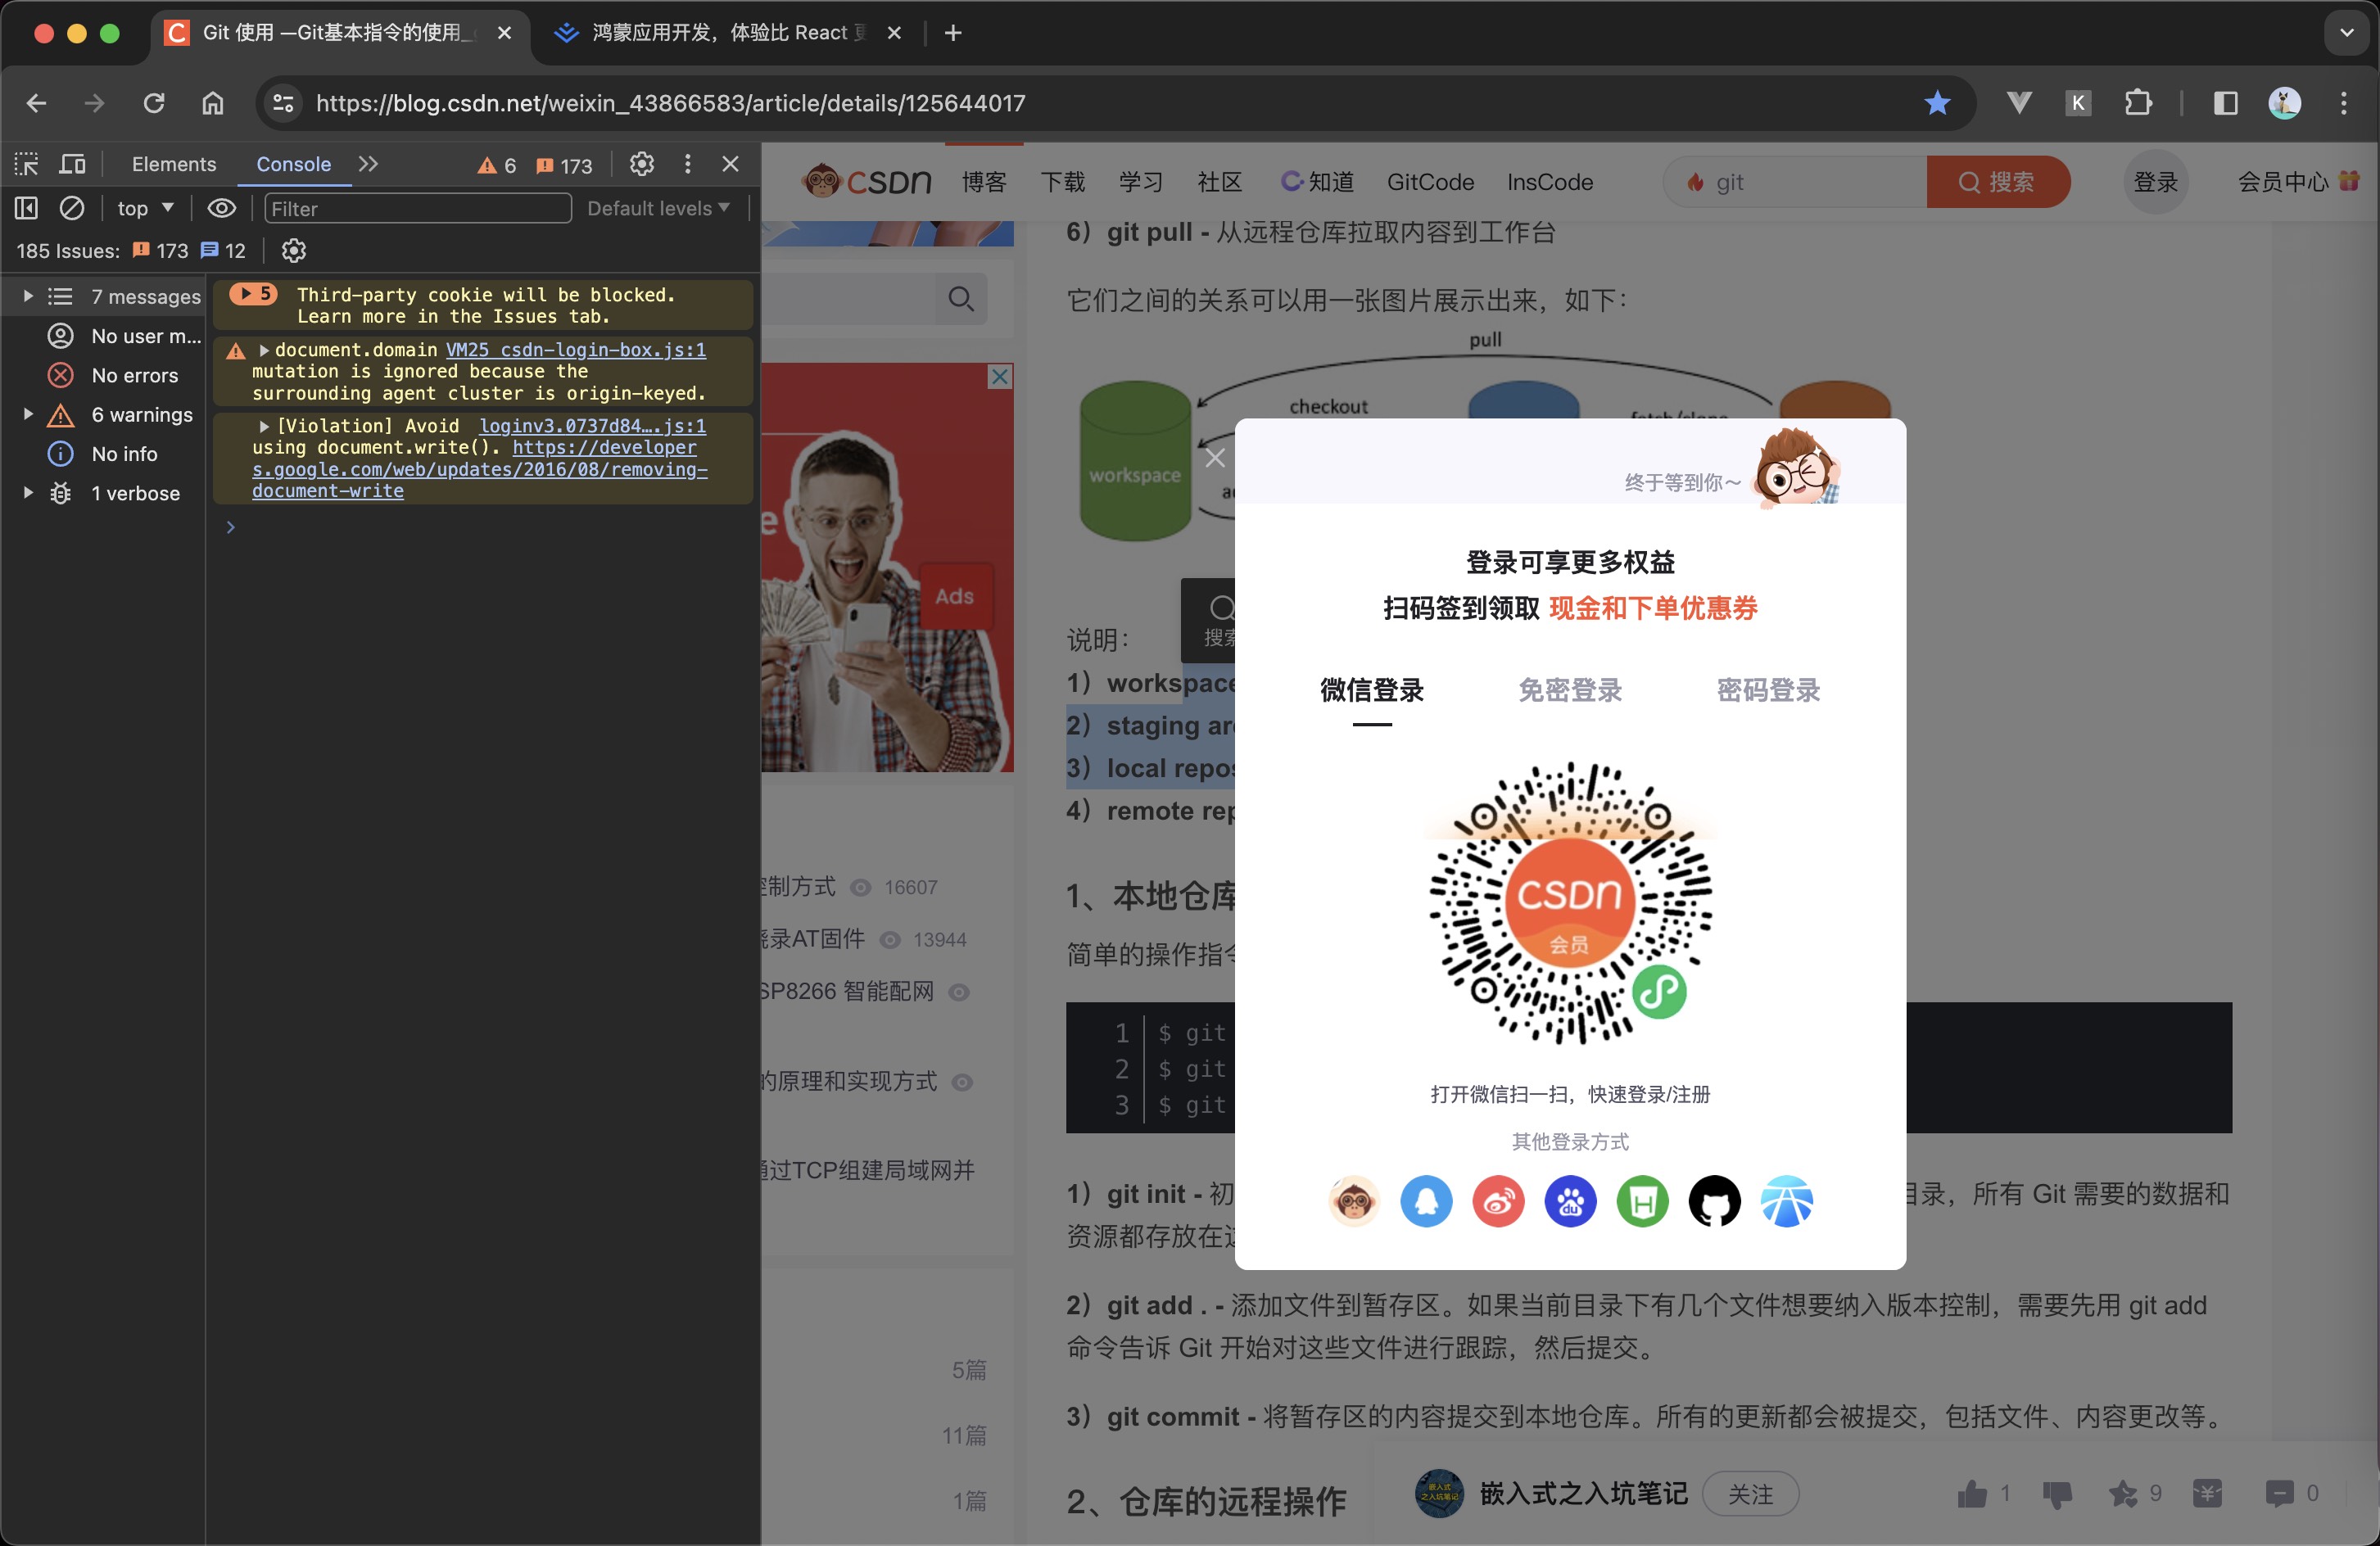 Git 使用 —Git基本指令的使用_
鸿蒙应用开发，体验比 React
https://blog.csdn.net/weixin_43866583/article/details/125644017
K
Elements
Console
6
173
top
Filter
Default levels
185 Issues:
173
12
7 messages
No user m...
No errors
6 warnings
No info
1 verbose
5
Third-party cookie will be blocked.
Learn more in the Issues tab.
document.domain VM25 csdn-login-box.js:1
mutation is ignored because the
surrounding agent cluster is origin-keyed.
[Violation] Avoid loginv3.0737d84….js:1
using document.write(). https://developer
s.google.com/web/updates/2016/08/removing-
document-write
CSDN
博客
下载
学习
社区
知道
GitCode
InsCode
git
搜索
登录
会员中心
6）git pull - 从远程仓库拉取内容到工作台
它们之间的关系可以用一张图片展示出来，如下：
pull
checkout
workspace
Ads
搜索
说明：
1）workspace
2）staging
3）local
4）remote
16607
13944
SP8266 智能配网
的原理和实现方式
通过TCP组建局域网并
5篇
11篇
1篇
1、本地仓库
简单的操作指令
1 $ git
2 $ git
3 $ git
1）git init - 初
目录，所有 Git 需要的数据和
资源都存放在这
2）git add . - 添加文件到暂存区。如果当前目录下有几个文件想要纳入版本控制，需要先用 git add
命令告诉 Git 开始对这些文件进行跟踪，然后提交。
3）git commit - 将暂存区的内容提交到本地仓库。所有的更新都会被提交，包括文件、内容更改等。
2、仓库的远程操作
嵌入式之入坑笔记
关注
1
9
0
终于等到你～
登录可享更多权益
扫码签到领取 现金和下单优惠券
微信登录
免密登录
密码登录
CSDN
会员
打开微信扫一扫，快速登录/注册
其他登录方式
du